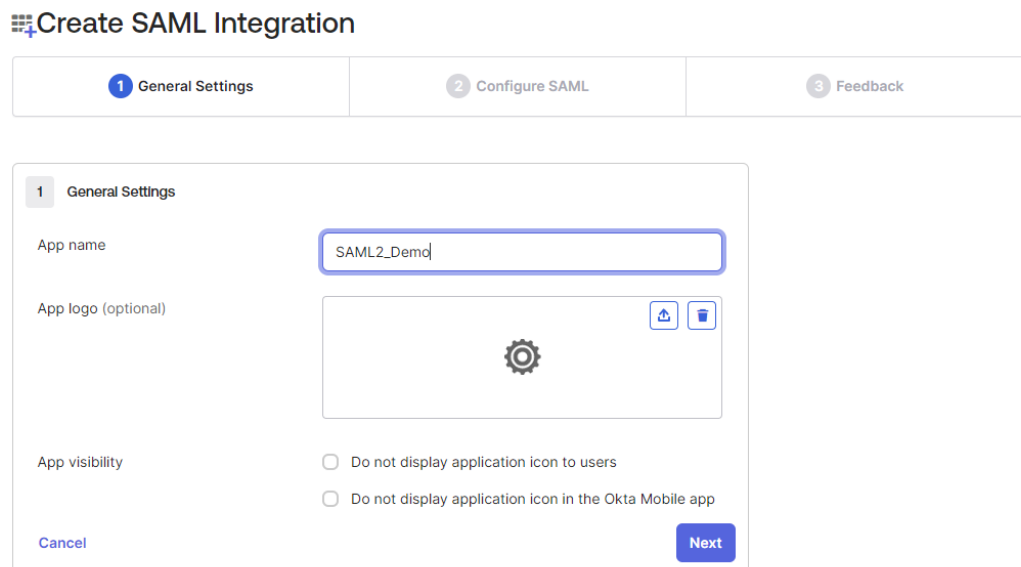 Create SAML Integration
1 General Settings
2 Configure SAML
3 Feedback
1 General Settings
App name
SAML2_Demo
App logo (optional)
App visibility
Do not display application icon to users
Do not display application icon in the Okta Mobile app
Cancel
Next